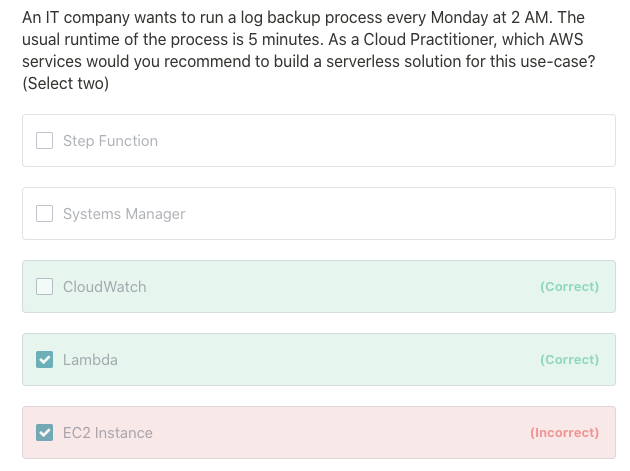 An IT company wants to run a log backup process every Monday at 2 AM. The
usual runtime of the process is 5 minutes. As a Cloud Practitioner, which AWS
services would you recommend to build a serverless solution for this use-case?
(Select two)
Step Function
Systems Manager
CloudWatch (Correct)
Lambda (Correct)
EC2 Instance (Incorrect)